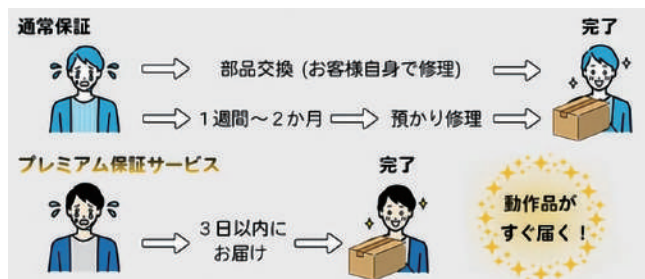 通常保証
完了
部品交換 (お客様自身で修理)
1週間～2か月
預かり修理
プレミアム保証サービス
完了
3日以内に
お届け
動作品が
すぐ届く!